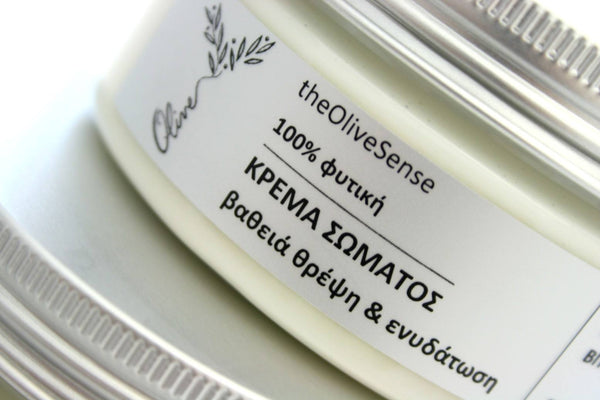 Olive
theOliveSense
100% φυτική
ΚΡΕΜΑ ΣΩΜΑΤΟΣ
βαθειά θρέψη & ενυδάτωση